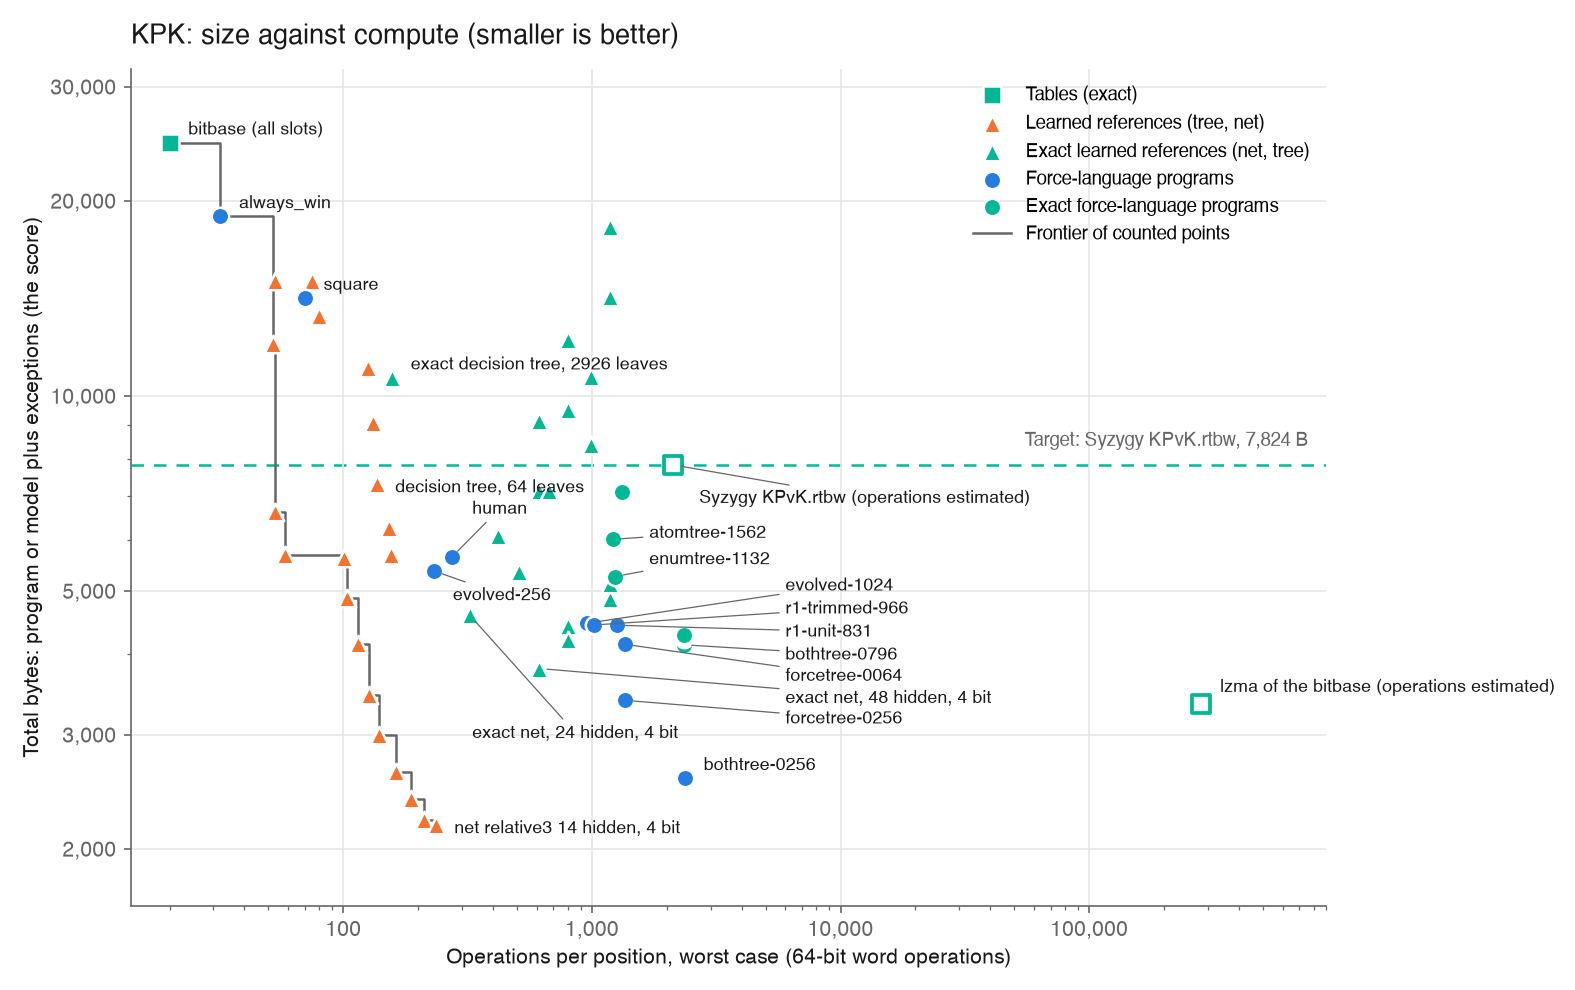 KPK: size against compute (smaller is better)
Total bytes: program or model plus exceptions (the score)
30,000
20,000
10,000
5,000
3,000
2,000
Tables (exact)
Learned references (tree, net)
Exact learned references (net, tree)
Force-language programs
Exact force-language programs
Frontier of counted points
bitbase (all slots)
always_win
square
exact decision tree, 2926 leaves
Target: Syzygy KPvK.rtbw, 7,824 B
decision tree, 64 leaves
Syzygy KPvK.rtbw (operations estimated)
human
atomtree-1562
enumtree-1132
evolved-256
evolved-1024
r1-trimmed-966
r1-unit-831
bothtree-0796
forcetree-0064
exact net, 48 hidden, 4 bit
forcetree-0256
lzma of the bitbase (operations estimated)
exact net, 24 hidden, 4 bit
bothtree-0256
net relative3 14 hidden, 4 bit
100
1,000
10,000
100,000
Operations per position, worst case (64-bit word operations)